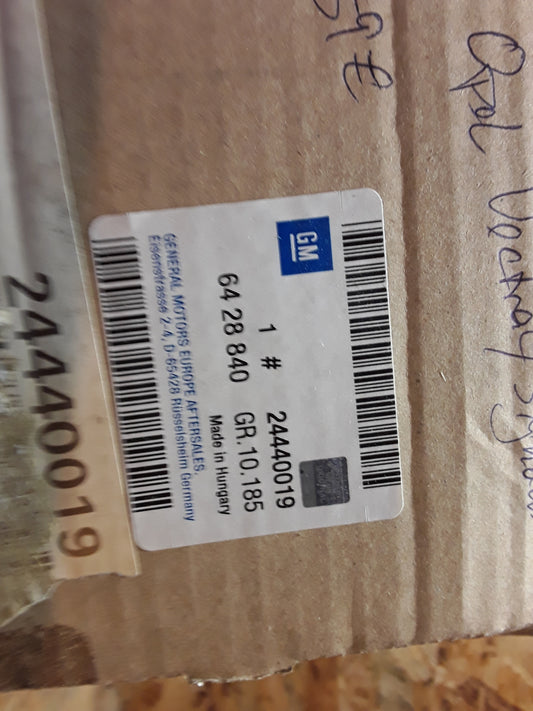 Opel Vectra
GM
1 # 24440019
64 28 840 GR.10.185
Made in Hungary
GENERAL MOTORS EUROPE AFTERSALES.
Eisenstrasse 2-4, D-65428 Rüsselsheim Germany
24440019